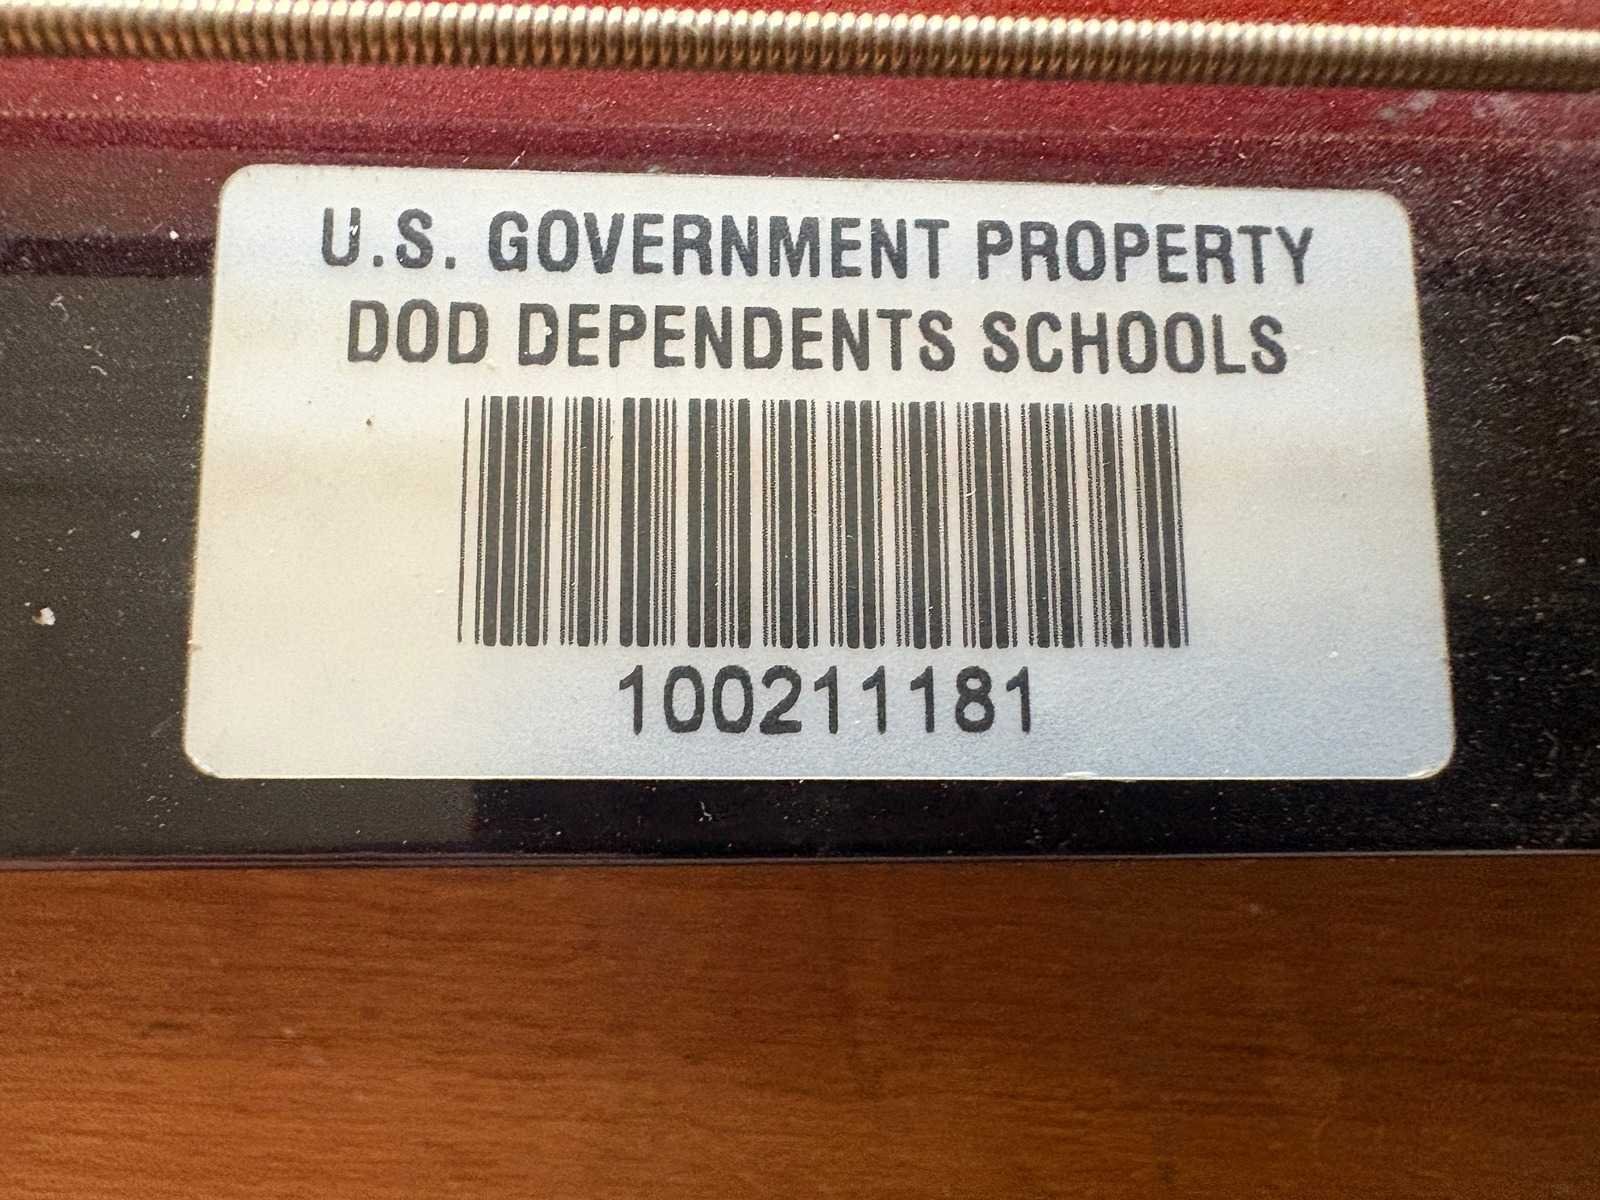 U.S. GOVERNMENT PROPERTY
DOD DEPENDENTS SCHOOLS
100211181